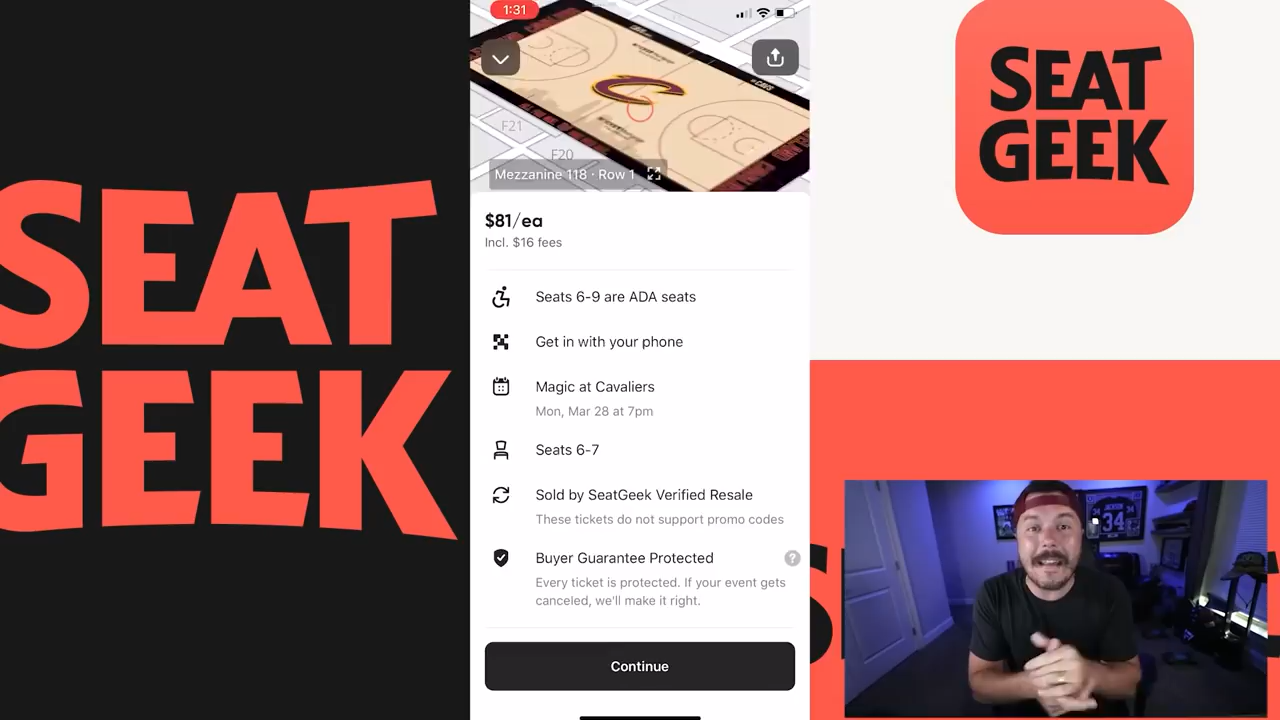 SEAT
GEEK
1:31
F21
F20
Mezzanine 118 · Row 1
$81/ea
Incl. $16 fees
Seats 6-9 are ADA seats
Get in with your phone
Magic at Cavaliers
Mon, Mar 28 at 7pm
Seats 6-7
Sold by SeatGeek Verified Resale
These tickets do not support promo codes
Buyer Guarantee Protected
?
Every ticket is protected. If your event gets
canceled, we'll make it right.
Continue
SEAT
GEEK
JACKSON
34
34